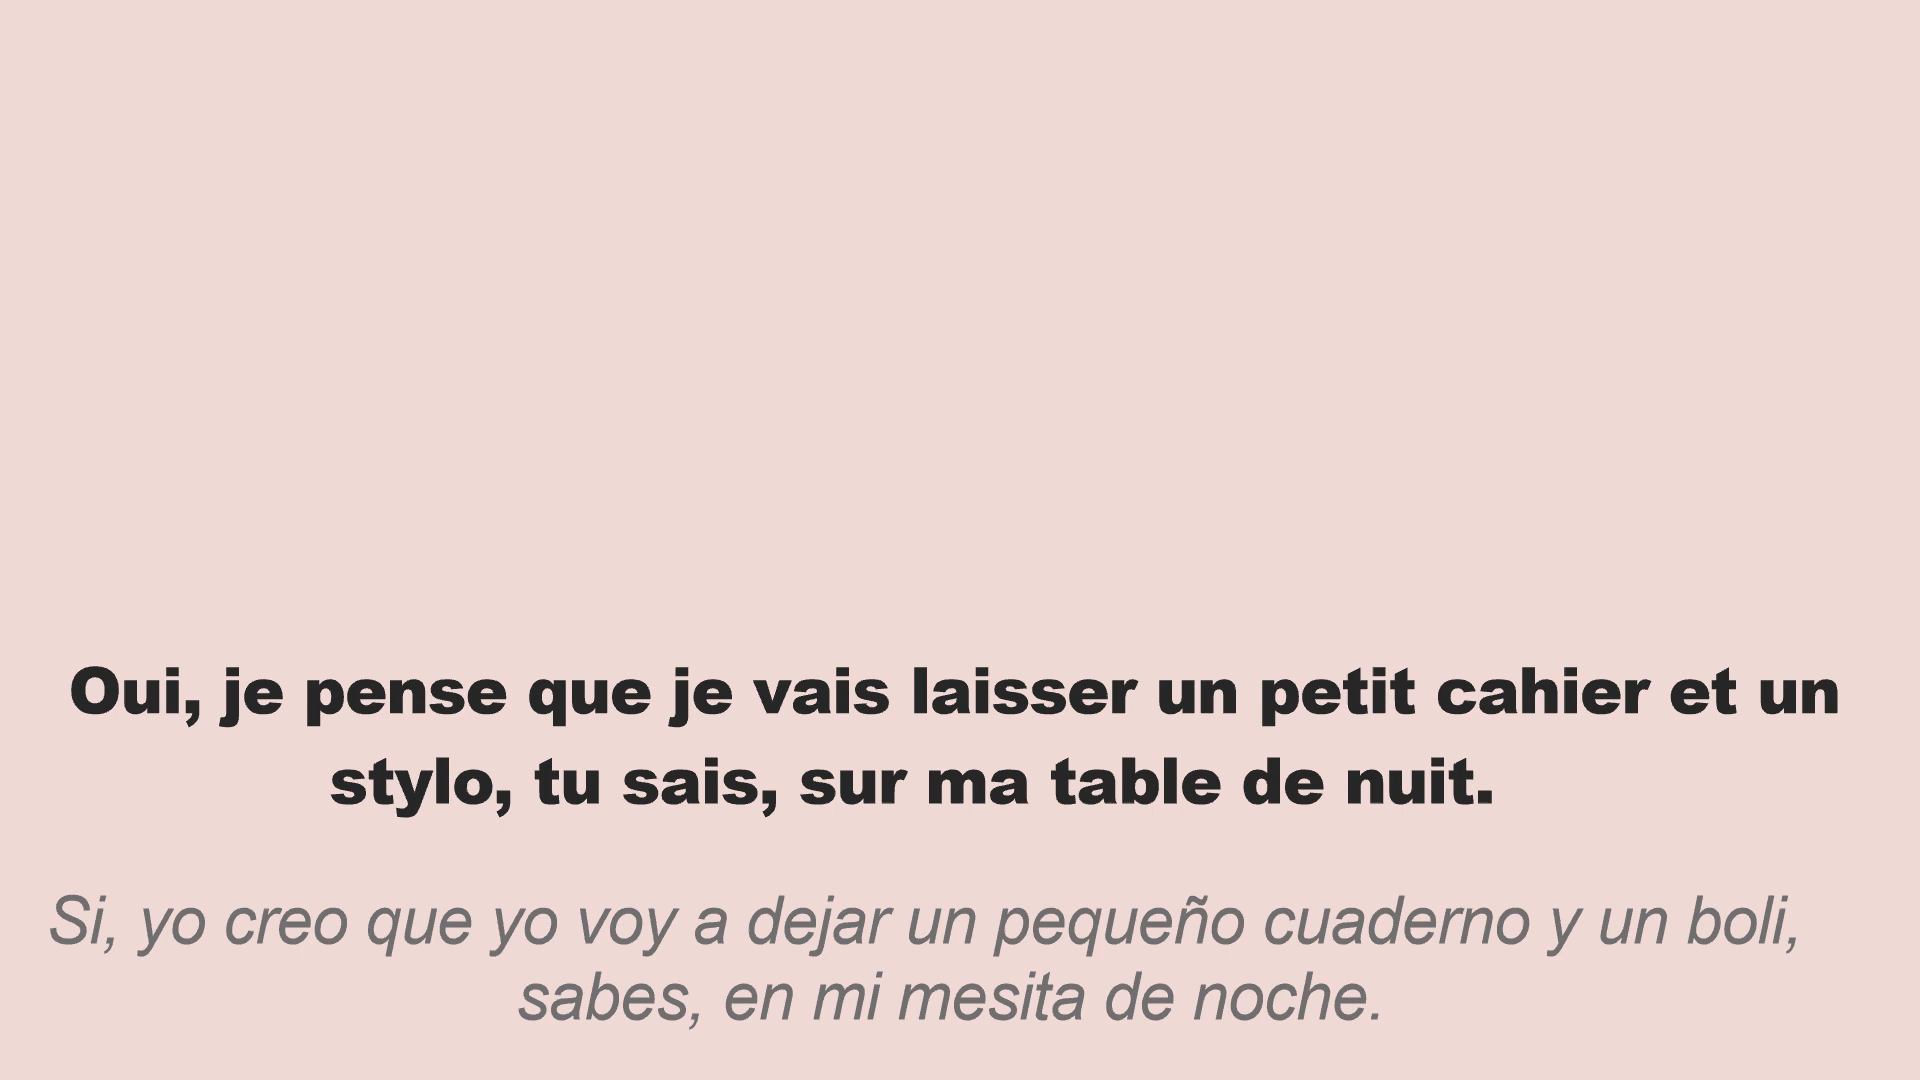 Oui, je pense que je vais laisser un petit cahier et un
stylo, tu sais, sur ma table de nuit.
Si, yo creo que yo voy a dejar un pequeño cuaderno y un boli,
sabes, en mi mesita de noche.